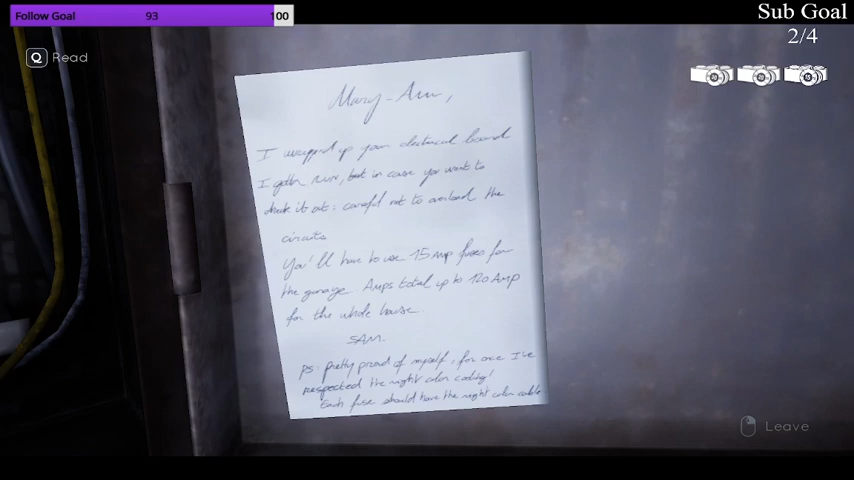 Follow Goal 93 100
Sub Goal
2/4
Q Read
Mary-Ann,
I wrapped up your electrical board
I gotta run, but in case you want to
check it out: careful not to overload the
circuits
You'll have to use 15 Amp fuses for
the garage. Amps total up to 120 Amp
for the whole house.
SAM.
PS: pretty proud of myself, for once I've
respected the right color coding!
Each fuse should have the right color cable
Leave